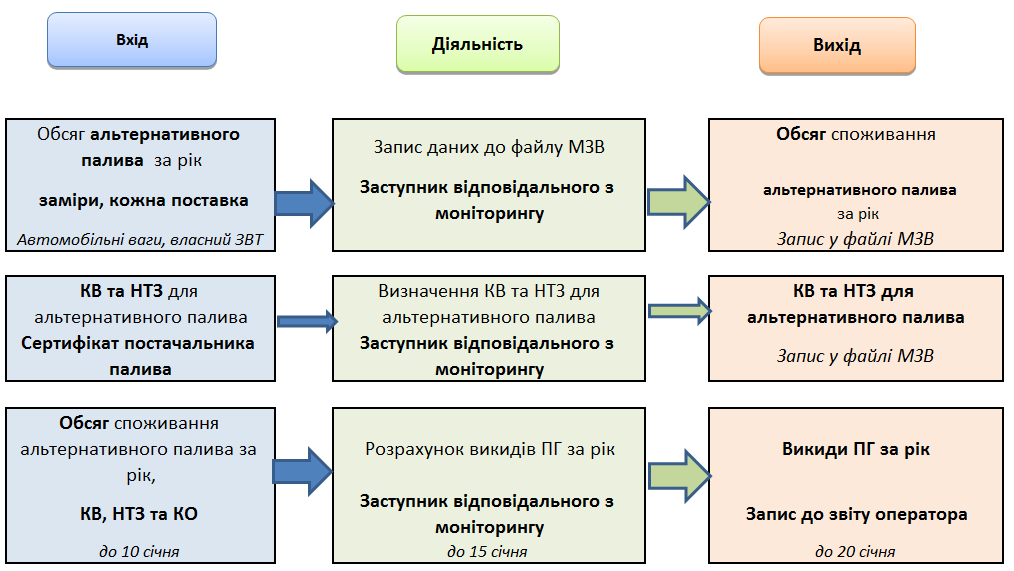 Вхід
Діяльність
Вихід
Обсяг альтернативного
палива за рік
заміри, кожна поставка
Автомобільні ваги, власний ЗВТ
Запис даних до файлу МЗВ
Заступник відповідального з
моніторингу
Обсяг споживання
альтернативного палива
за рік
Запис у файлі МЗВ
КВ та НТЗ для
альтернативного палива
Сертифікат постачальника
палива
Визначення КВ та НТЗ для
альтернативного палива
Заступник відповідального з
моніторингу
КВ та НТЗ для
альтернативного палива
Запис у файлі МЗВ
Обсяг споживання
альтернативного палива за
рік,
КВ, НТЗ та КО
до 10 січня
Розрахунок викидів ПГ за рік
Заступник відповідального з
моніторингу
до 15 січня
Викиди ПГ за рік
Запис до звіту оператора
до 20 січня